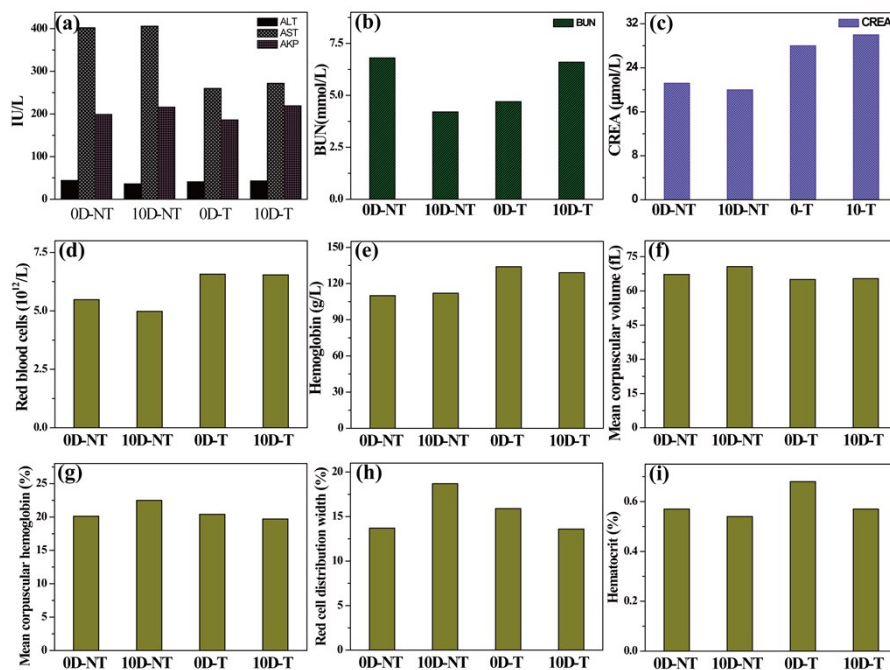 (a)
ALT
AST
AKP
IU/L
400
300
200
100
0
0D-NT 10D-NT 0D-T 10D-T
(b)
BUN
BUN(mmol/L)
7.5
5.0
2.5
0.0
0D-NT 10D-NT 0D-T 10D-T
(c)
CREA
CREA (μmol/L)
32
24
16
8
0
0D-NT 10D-NT 0-T 10-T
(d)
Red blood cells (10¹²/L)
7.5
5.0
2.5
0.0
0D-NT 10D-NT 0D-T 10D-T
(e)
Hemoglobin (g/L)
150
120
90
60
30
0
0D-NT 10D-NT 0D-T 10D-T
(f)
Mean corpuscular volume (fL)
75
60
45
30
15
0
0D-NT 10D-NT 0D-T 10D-T
(g)
Mean corpuscular hemoglobin (%)
25
20
15
10
5
0
0D-NT 10D-NT 0D-T 10D-T
(h)
Red cell distribution width (%)
20
15
10
5
0
0D-NT 10D-NT 0D-T 10D-T
(i)
Hematocrit (%)
0.6
0.4
0.2
0.0
0D-NT 10D-NT 0D-T 10D-T